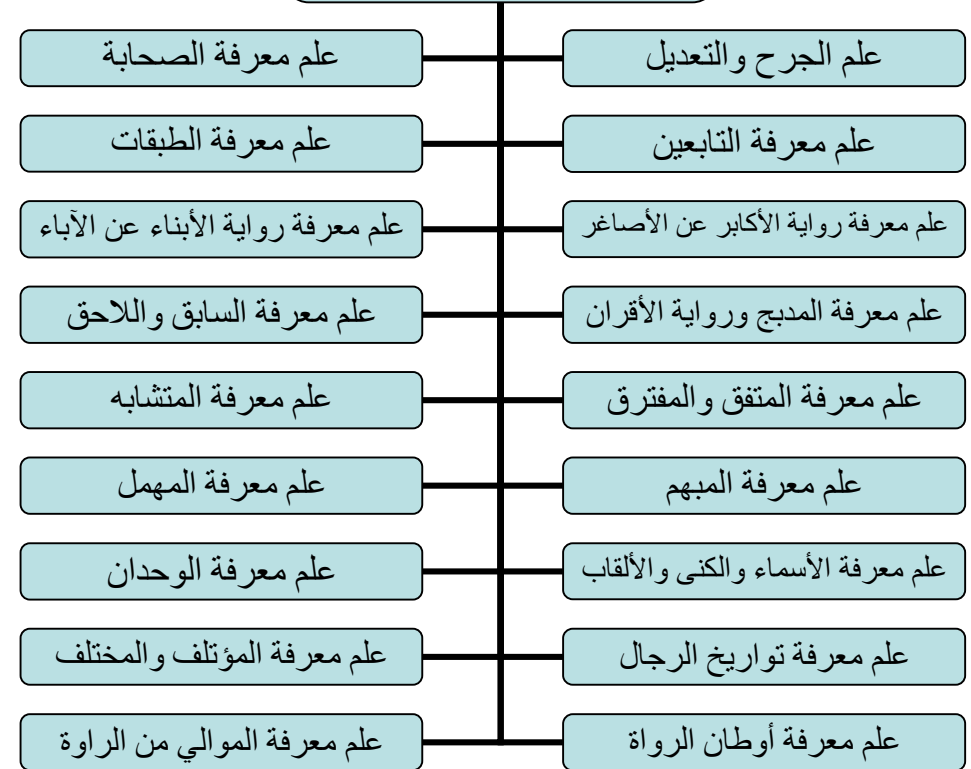 علم الجرح والتعديل
علم معرفة الصحابة
علم معرفة التابعين
علم معرفة الطبقات
علم معرفة رواية الأكابر عن الأصاغر
علم معرفة رواية الأبناء عن الآباء
علم معرفة المدبج ورواية الأقران
علم معرفة السابق واللاحق
علم معرفة المتفق والمفترق
علم معرفة المتشابه
علم معرفة المبهم
علم معرفة المهمل
علم معرفة الأسماء والكنى والألقاب
علم معرفة الوحدان
علم معرفة تواريخ الرجال
علم معرفة المؤتلف والمختلف
علم معرفة أوطان الرواة
علم معرفة الموالي من الراوة